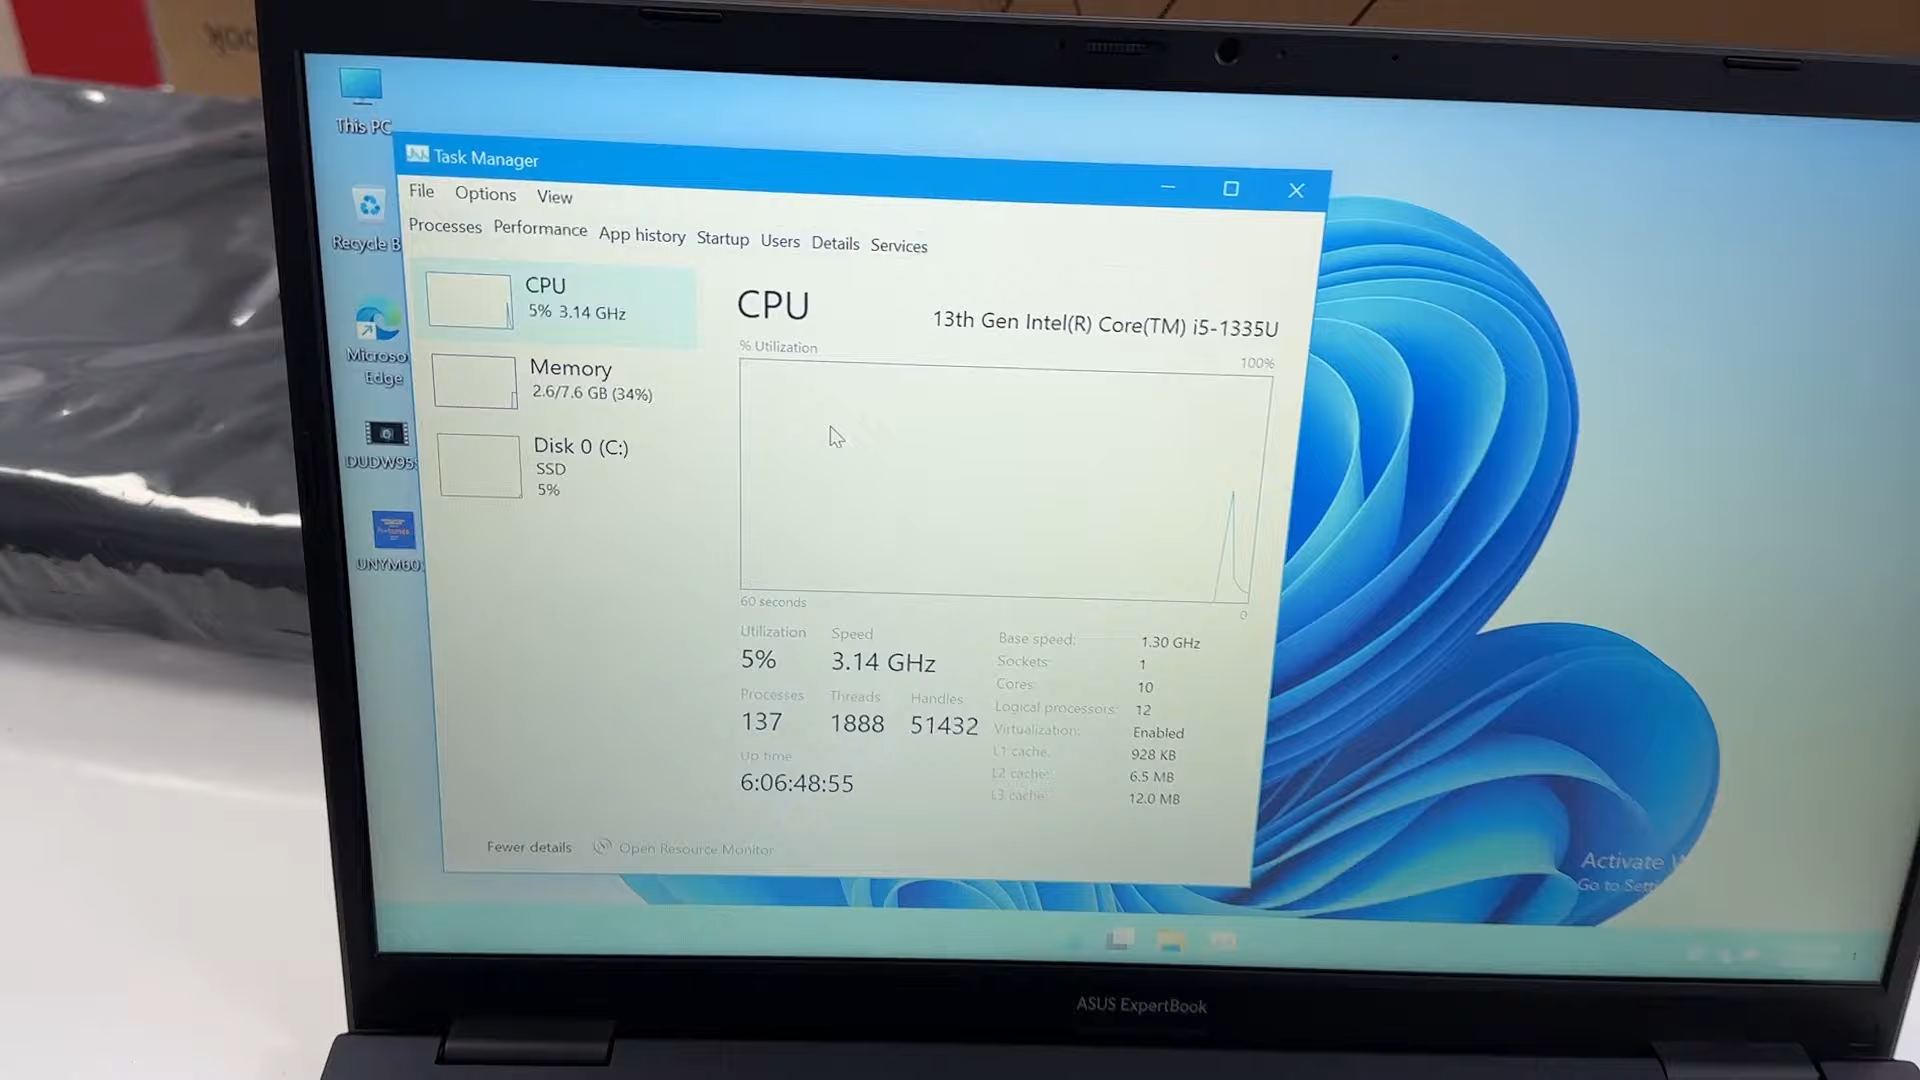 This PC
Recycle B
Microso
Edge
DUDW95
UNYM60
Task Manager
File Options View
Processes Performance App history Startup Users Details Services
CPU
5% 3.14 GHz
Memory
2.6/7.6 GB (34%)
Disk 0 (C:)
SSD
5%
CPU
13th Gen Intel(R) Core(TM) i5-1335U
% Utilization
100%
60 seconds
0
Utilization Speed
5% 3.14 GHz
Processes Threads Handles
137 1888 51432
Up time
6:06:48:55
Base speed: 1.30 GHz
Sockets: 1
Cores: 10
Logical processors: 12
Virtualization: Enabled
L1 cache: 928 KB
L2 cache: 6.5 MB
L3 cache: 12.0 MB
Fewer details Open Resource Monitor
Activate W
Go to Sett
ASUS ExpertBook